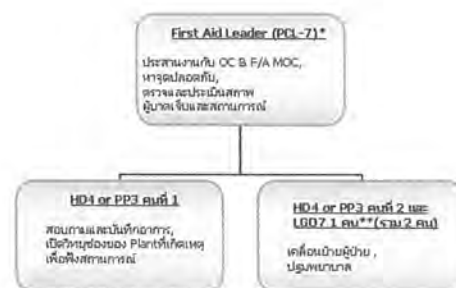 First Aid Leader (PCL-7)*
ประสานงานกับ OC & F/A MOC,
หาจุดปลอดภัย,
ตรวจและประเมินสภาพ
ผู้บาดเจ็บและสถานการณ์
HD4 or PP3 คนที่ 1
สอบถามและบันทึกอาการ,
เปิดวิทยุช่องของ Plantที่เกิดเหตุ
เพื่อฟังสถานการณ์
HD4 or PP3 คนที่ 2 และ
LGD7 1 คน**(รวม 2 คน)
เคลื่อนย้ายผู้ป่วย ,
ปฐมพยาบาล